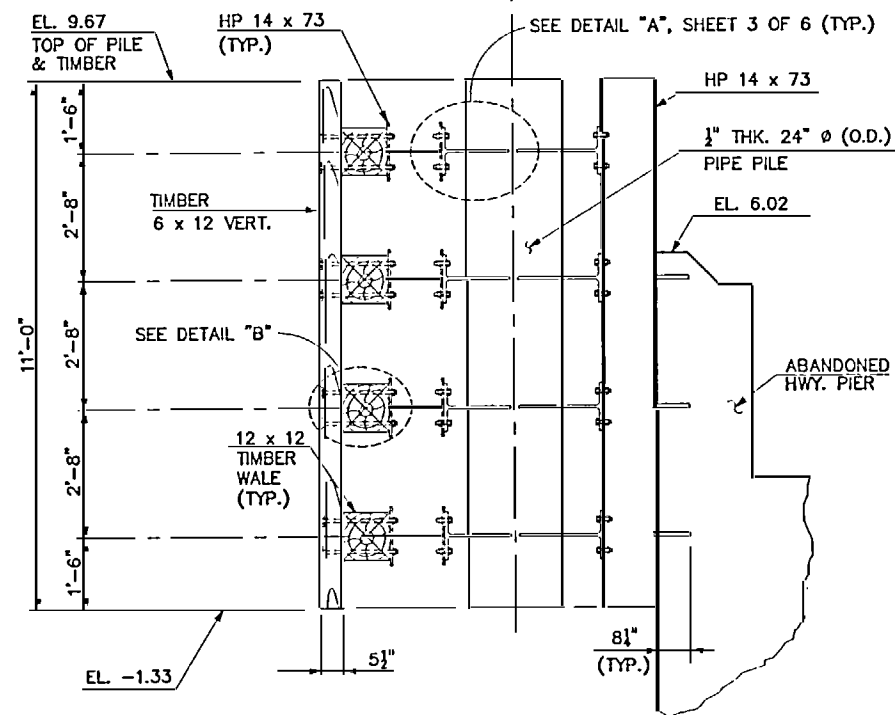 EL. 9.67
TOP OF PILE
& TIMBER
HP 14 x 73
(TYP.)
SEE DETAIL "A", SHEET 3 OF 6 (TYP.)
HP 14 x 73
½" THK. 24" Ø (O.D.)
PIPE PILE
EL. 6.02
1'-6"
2'-8"
2'-8"
2'-8"
1'-6"
11'-0"
TIMBER
6 x 12 VERT.
SEE DETAIL "B"
12 x 12
TIMBER
WALE
(TYP.)
ABANDONED
HWY. PIER
EL. -1.33
5½"
8¼"
(TYP.)